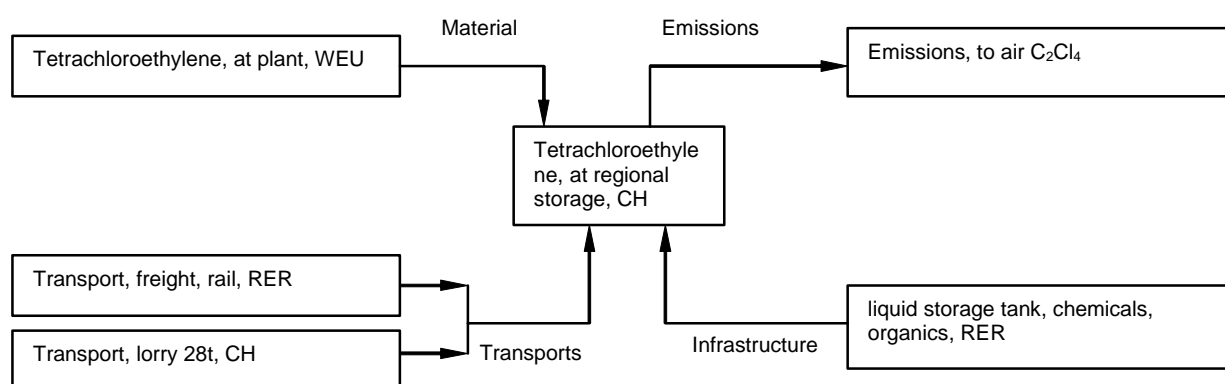 Material
Emissions
Tetrachloroethylene, at plant, WEU
Emissions, to air C₂Cl₄
Tetrachloroethyle
ne, at regional
storage, CH
Transport, freight, rail, RER
liquid storage tank, chemicals,
organics, RER
Transport, lorry 28t, CH
Transports
Infrastructure